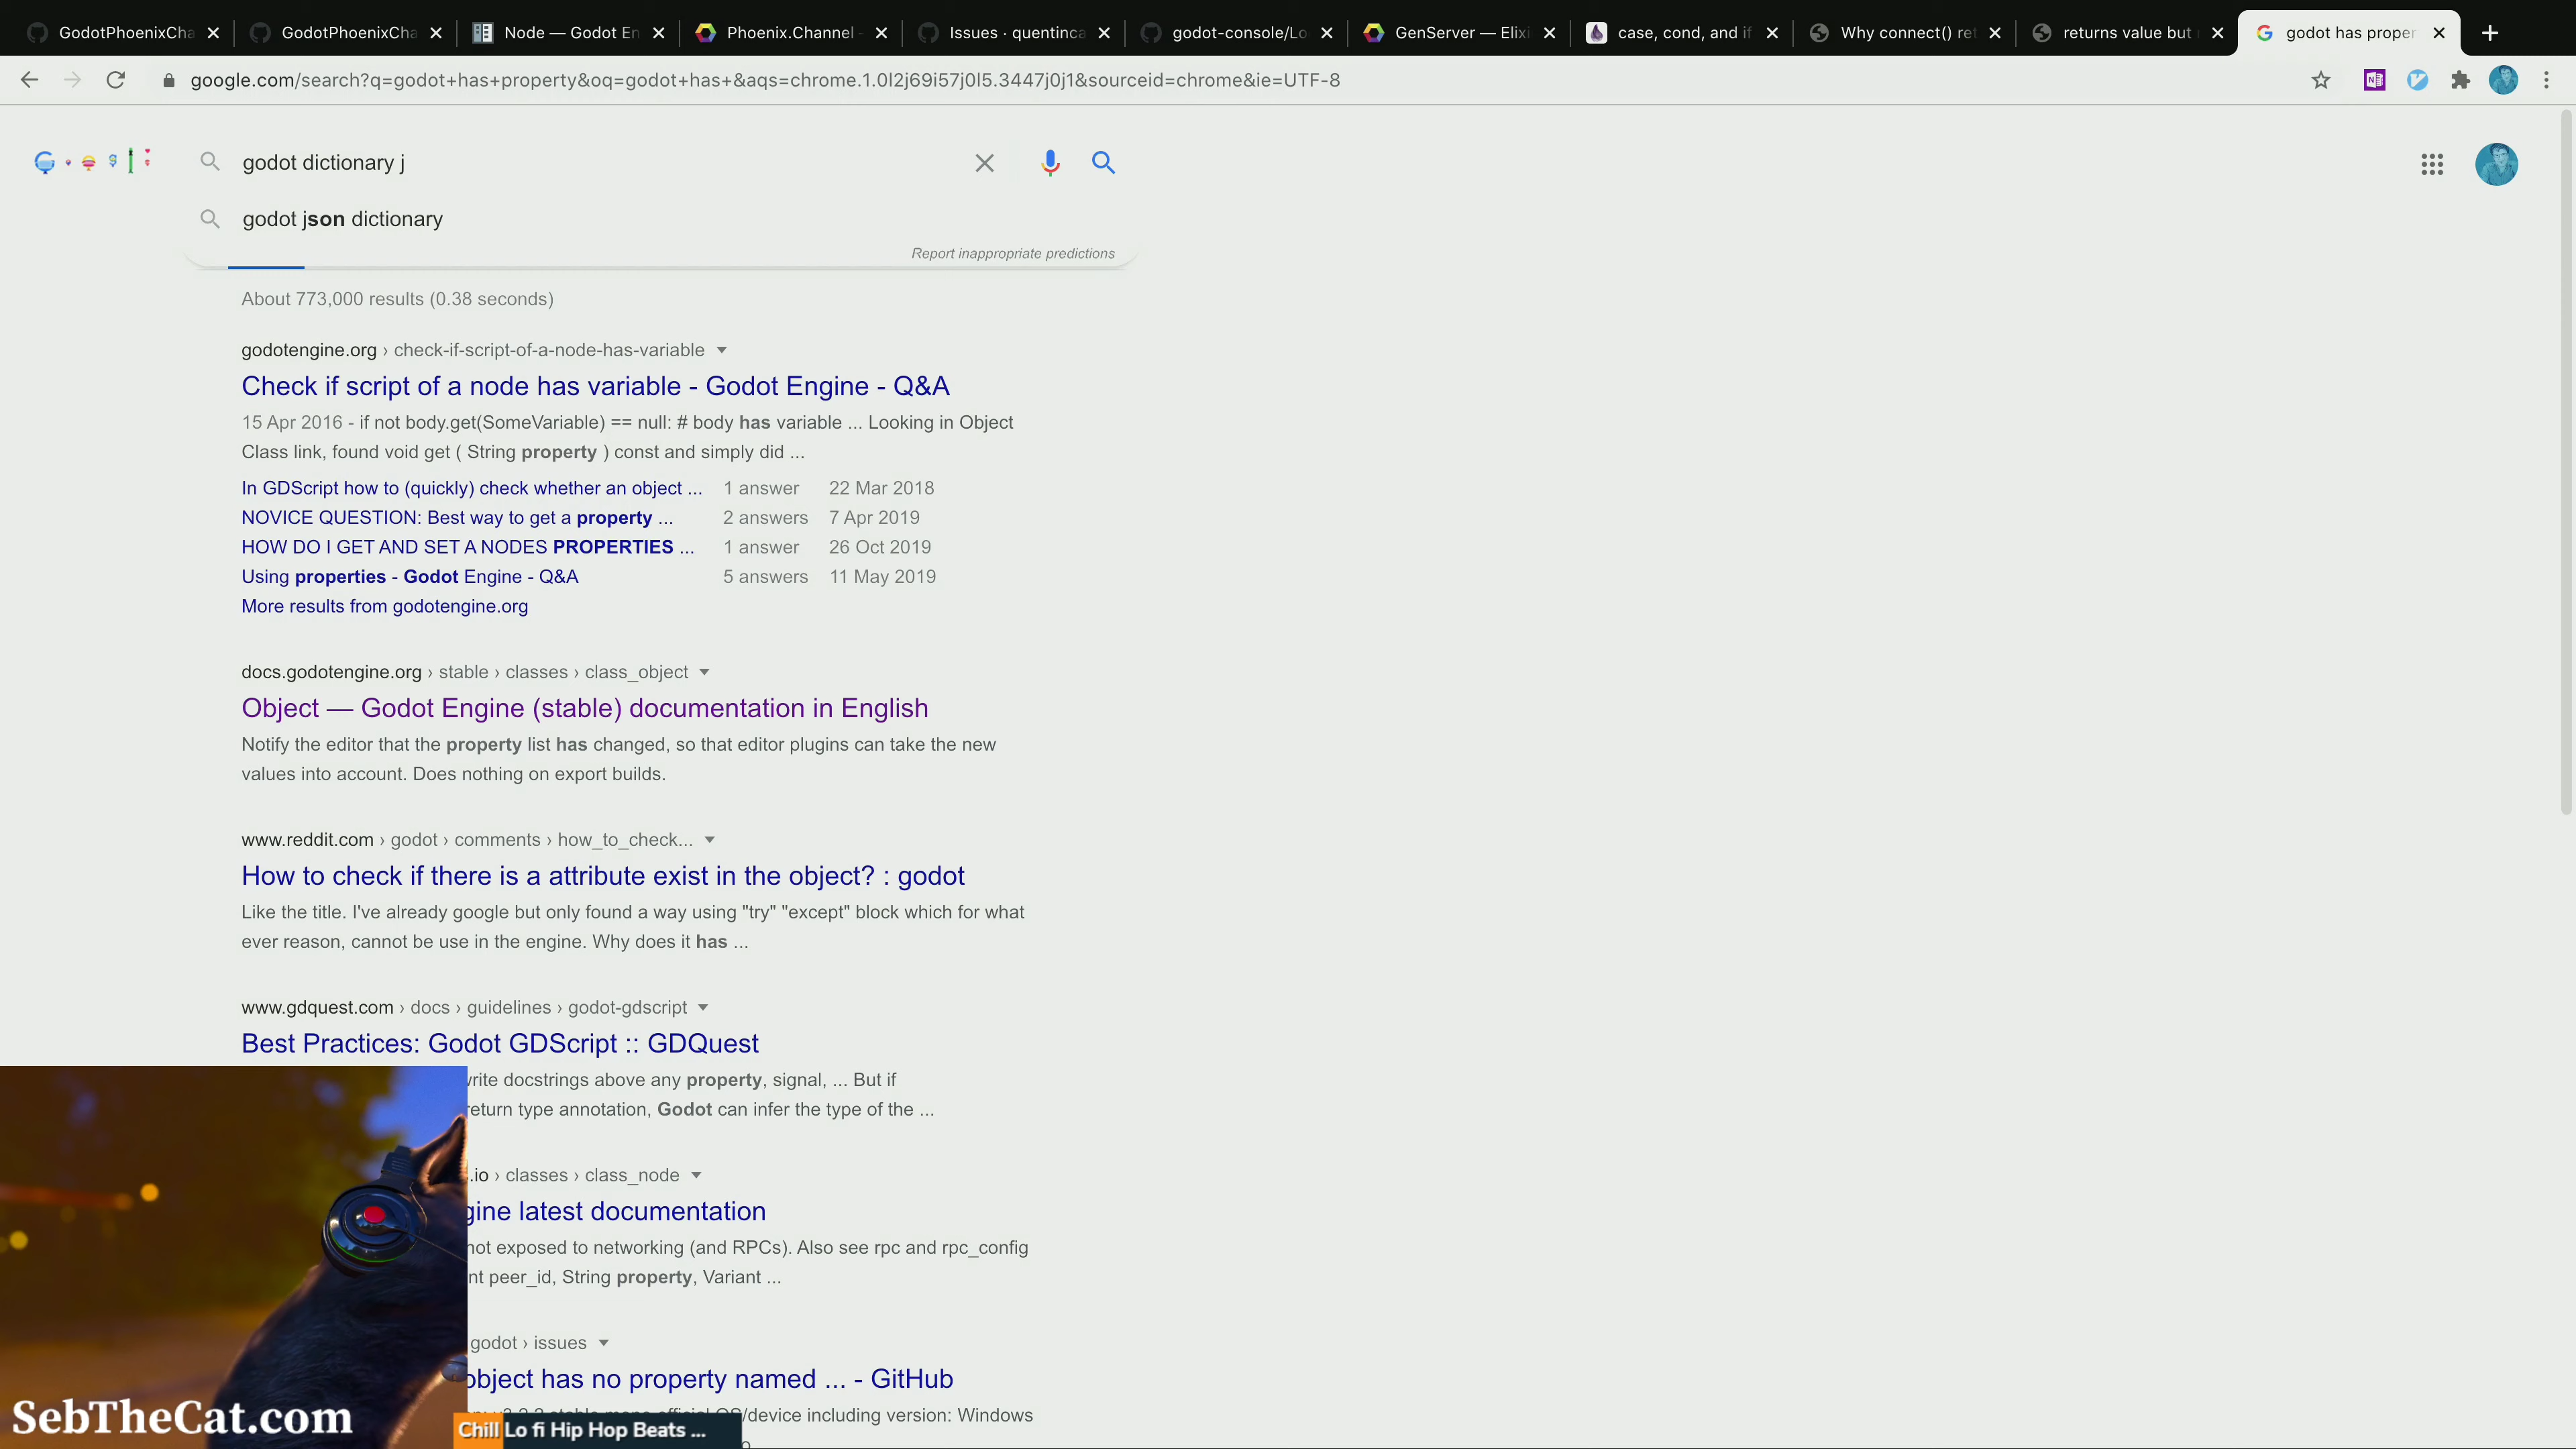 GodotPhoenixCha
GodotPhoenixCha
Node — Godot En
Phoenix.Channel -
Issues · quentinca
godot-console/Lo
GenServer — Elixi
case, cond, and if
Why connect() ret
returns value but
godot has proper
google.com/search?q=godot+has+property&oq=godot+has+&aqs=chrome.1.0l2j69i57j0l5.3447j0j1&sourceid=chrome&ie=UTF-8
godot dictionary j
godot json dictionary
Report inappropriate predictions
About 773,000 results (0.38 seconds)
godotengine.org › check-if-script-of-a-node-has-variable
Check if script of a node has variable - Godot Engine - Q&A
15 Apr 2016 - if not body.get(SomeVariable) == null: # body has variable ... Looking in Object
Class link, found void get ( String property ) const and simply did ...
In GDScript how to (quickly) check whether an object ... 1 answer 22 Mar 2018
NOVICE QUESTION: Best way to get a property ... 2 answers 7 Apr 2019
HOW DO I GET AND SET A NODES PROPERTIES ... 1 answer 26 Oct 2019
Using properties - Godot Engine - Q&A 5 answers 11 May 2019
More results from godotengine.org
docs.godotengine.org › stable › classes › class_object
Object — Godot Engine (stable) documentation in English
Notify the editor that the property list has changed, so that editor plugins can take the new
values into account. Does nothing on export builds.
www.reddit.com › godot › comments › how_to_check...
How to check if there is a attribute exist in the object? : godot
Like the title. I've already google but only found a way using "try" "except" block which for what
ever reason, cannot be use in the engine. Why does it has ...
www.gdquest.com › docs › guidelines › godot-gdscript
Best Practices: Godot GDScript :: GDQuest
write docstrings above any property, signal, ... But if
return type annotation, Godot can infer the type of the ...
.io › classes › class_node
gine latest documentation
not exposed to networking (and RPCs). Also see rpc and rpc_config
nt peer_id, String property, Variant ...
godot › issues
object has no property named ... - GitHub
OS/device including version: Windows
SebTheCat.com
Chill Lo fi Hip Hop Beats ...